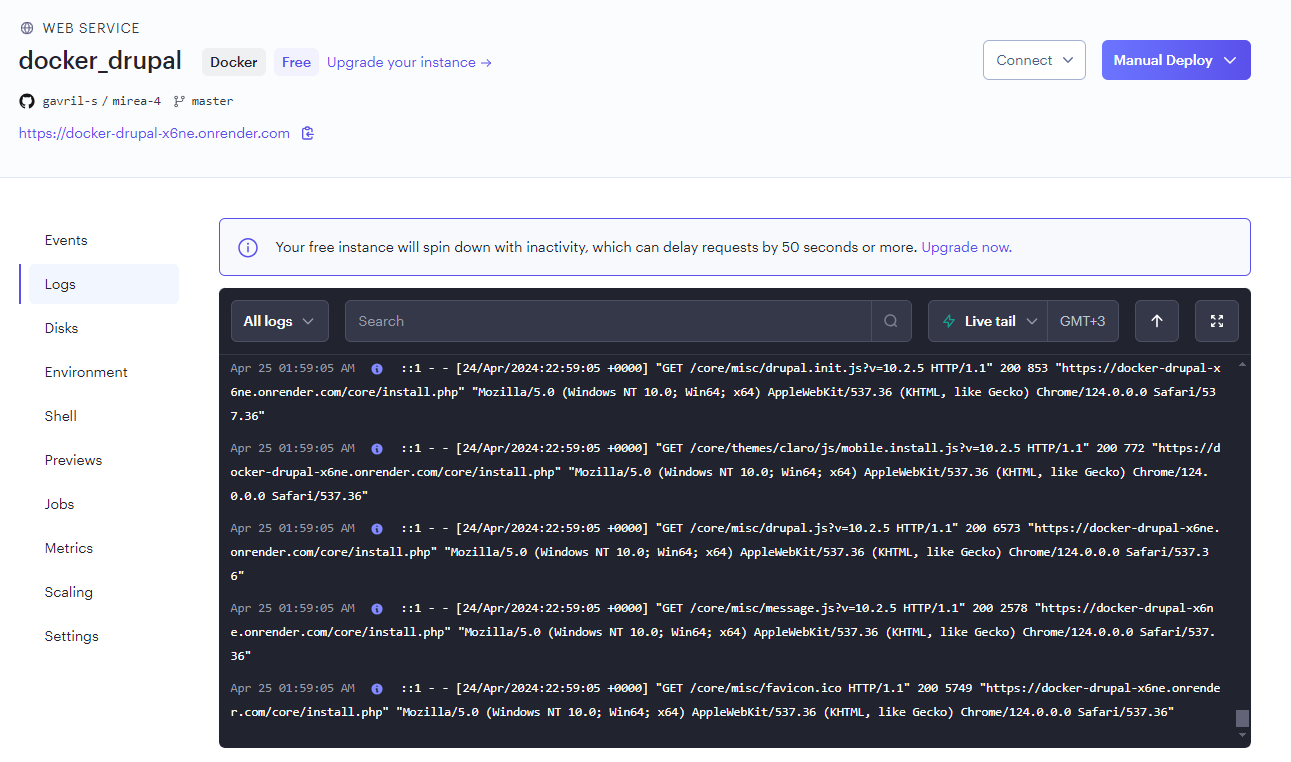 WEB SERVICE
docker_drupal Docker Free Upgrade your instance → Connect Manual Deploy
gavril-s / mirea-4 master
https://docker-drupal-x6ne.onrender.com
Events
Logs
Disks
Environment
Shell
Previews
Jobs
Metrics
Scaling
Settings
Your free instance will spin down with inactivity, which can delay requests by 50 seconds or more. Upgrade now.
All logs Search Live tail GMT+3
Apr 25 01:59:05 AM ::1 - - [24/Apr/2024:22:59:05 +0000] "GET /core/misc/drupal.init.js?v=10.2.5 HTTP/1.1" 200 853 "https://docker-drupal-x
6ne.onrender.com/core/install.php" "Mozilla/5.0 (Windows NT 10.0; Win64; x64) AppleWebKit/537.36 (KHTML, like Gecko) Chrome/124.0.0.0 Safari/53
7.36"
Apr 25 01:59:05 AM ::1 - - [24/Apr/2024:22:59:05 +0000] "GET /core/themes/claro/js/mobile.install.js?v=10.2.5 HTTP/1.1" 200 772 "https://d
ocker-drupal-x6ne.onrender.com/core/install.php" "Mozilla/5.0 (Windows NT 10.0; Win64; x64) AppleWebKit/537.36 (KHTML, like Gecko) Chrome/124.
0.0.0 Safari/537.36"
Apr 25 01:59:05 AM ::1 - - [24/Apr/2024:22:59:05 +0000] "GET /core/misc/drupal.js?v=10.2.5 HTTP/1.1" 200 6573 "https://docker-drupal-x6ne.
onrender.com/core/install.php" "Mozilla/5.0 (Windows NT 10.0; Win64; x64) AppleWebKit/537.36 (KHTML, like Gecko) Chrome/124.0.0.0 Safari/537.3
6"
Apr 25 01:59:05 AM ::1 - - [24/Apr/2024:22:59:05 +0000] "GET /core/misc/message.js?v=10.2.5 HTTP/1.1" 200 2578 "https://docker-drupal-x6n
e.onrender.com/core/install.php" "Mozilla/5.0 (Windows NT 10.0; Win64; x64) AppleWebKit/537.36 (KHTML, like Gecko) Chrome/124.0.0.0 Safari/537.
36"
Apr 25 01:59:05 AM ::1 - - [24/Apr/2024:22:59:05 +0000] "GET /core/misc/favicon.ico HTTP/1.1" 200 5749 "https://docker-drupal-x6ne.onrende
r.com/core/install.php" "Mozilla/5.0 (Windows NT 10.0; Win64; x64) AppleWebKit/537.36 (KHTML, like Gecko) Chrome/124.0.0.0 Safari/537.36"